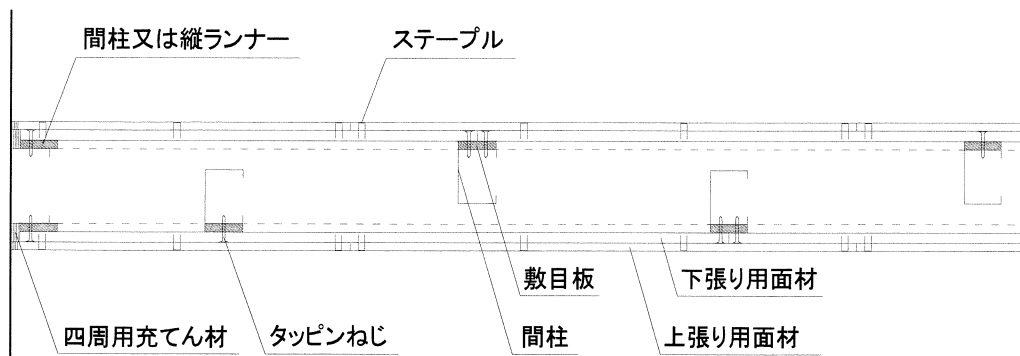 間柱又は縦ランナー
ステープル
敷目板
下張り用面材
四周用充てん材
タッピンねじ
間柱
上張り用面材